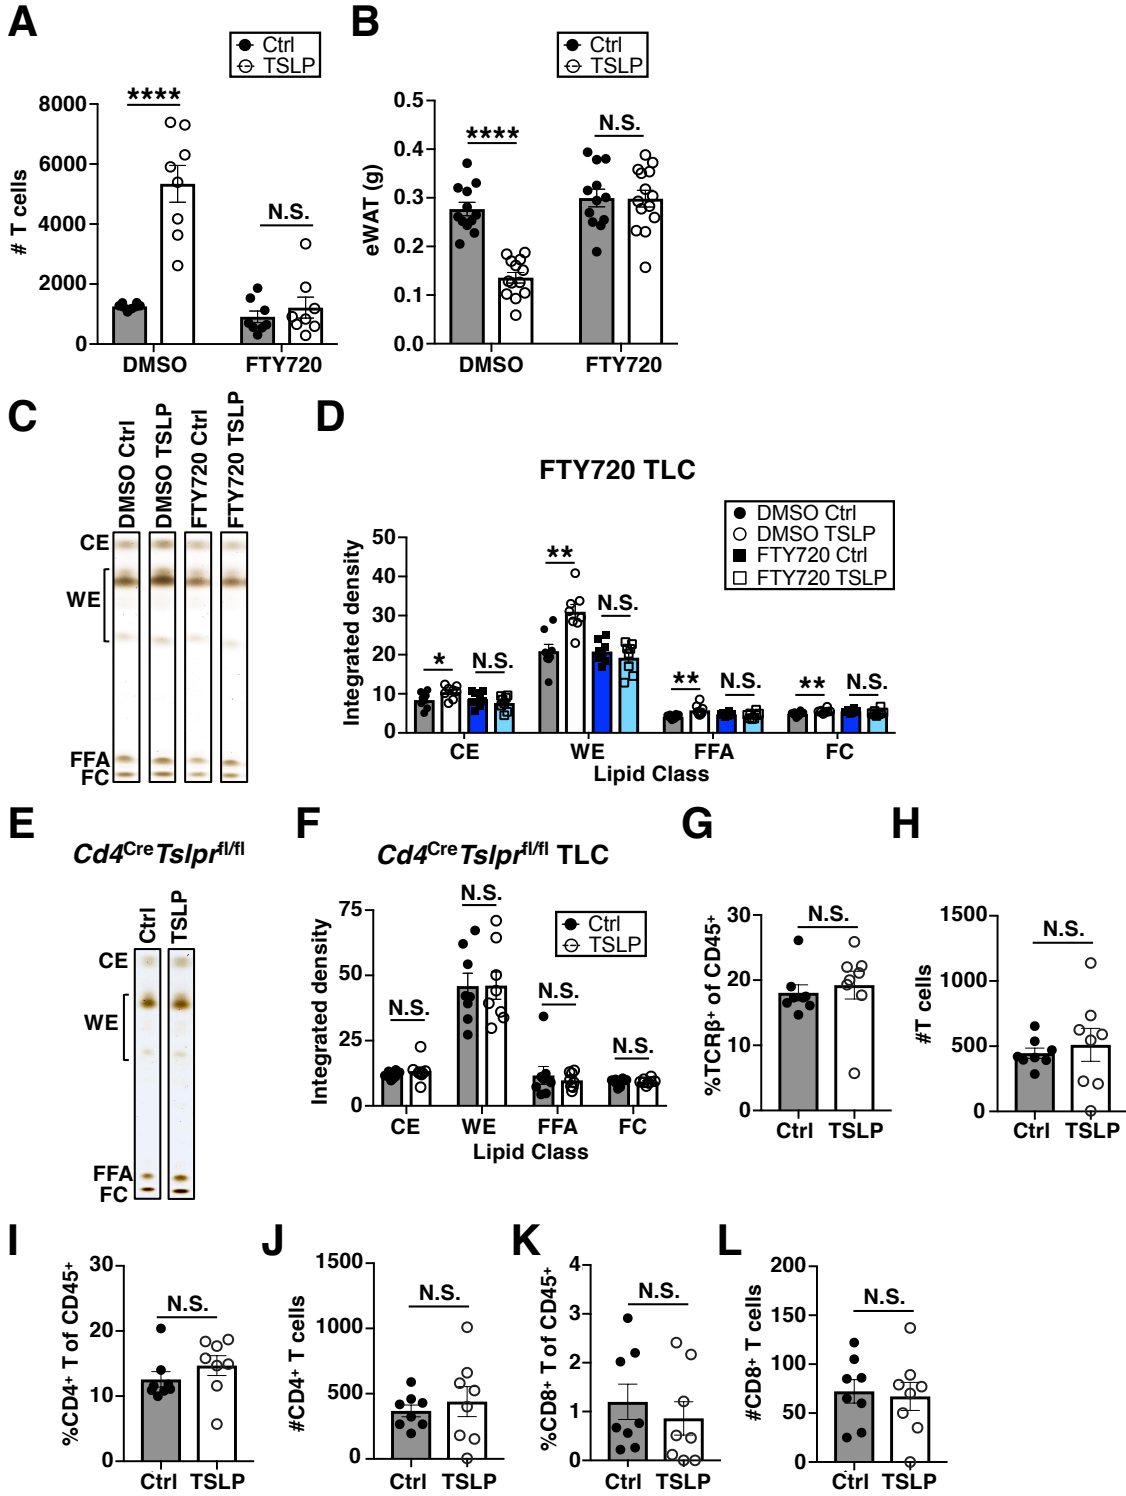 A
Ctrl
TSLP
# T cells
8000
6000
4000
2000
0
****
N.S.
DMSO
FTY720
B
Ctrl
TSLP
eWAT (g)
0.5
0.4
0.3
0.2
0.1
0.0
****
N.S.
DMSO
FTY720
C
DMSO Ctrl
DMSO TSLP
FTY720 Ctrl
FTY720 TSLP
CE
WE
FFA
FC
D
FTY720 TLC
DMSO Ctrl
DMSO TSLP
FTY720 Ctrl
FTY720 TSLP
Integrated density
50
40
30
20
10
0
*
N.S.
**
N.S.
**
N.S.
**
N.S.
CE
WE
FFA
FC
Lipid Class
E
Cd4CreTslprfl/fl
Ctrl
TSLP
CE
WE
FFA
FC
F
Cd4CreTslprfl/fl TLC
Ctrl
TSLP
Integrated density
75
50
25
0
N.S.
N.S.
N.S.
N.S.
CE
WE
FFA
FC
Lipid Class
G
%TCRβ+ of CD45+
30
20
10
0
N.S.
Ctrl
TSLP
H
#T cells
1500
1000
500
0
N.S.
Ctrl
TSLP
I
%CD4+ T of CD45+
30
20
10
0
N.S.
Ctrl
TSLP
J
#CD4+ T cells
1500
1000
500
0
N.S.
Ctrl
TSLP
K
%CD8+ T of CD45+
4
3
2
1
0
N.S.
Ctrl
TSLP
L
#CD8+ T cells
200
150
100
50
0
N.S.
Ctrl
TSLP